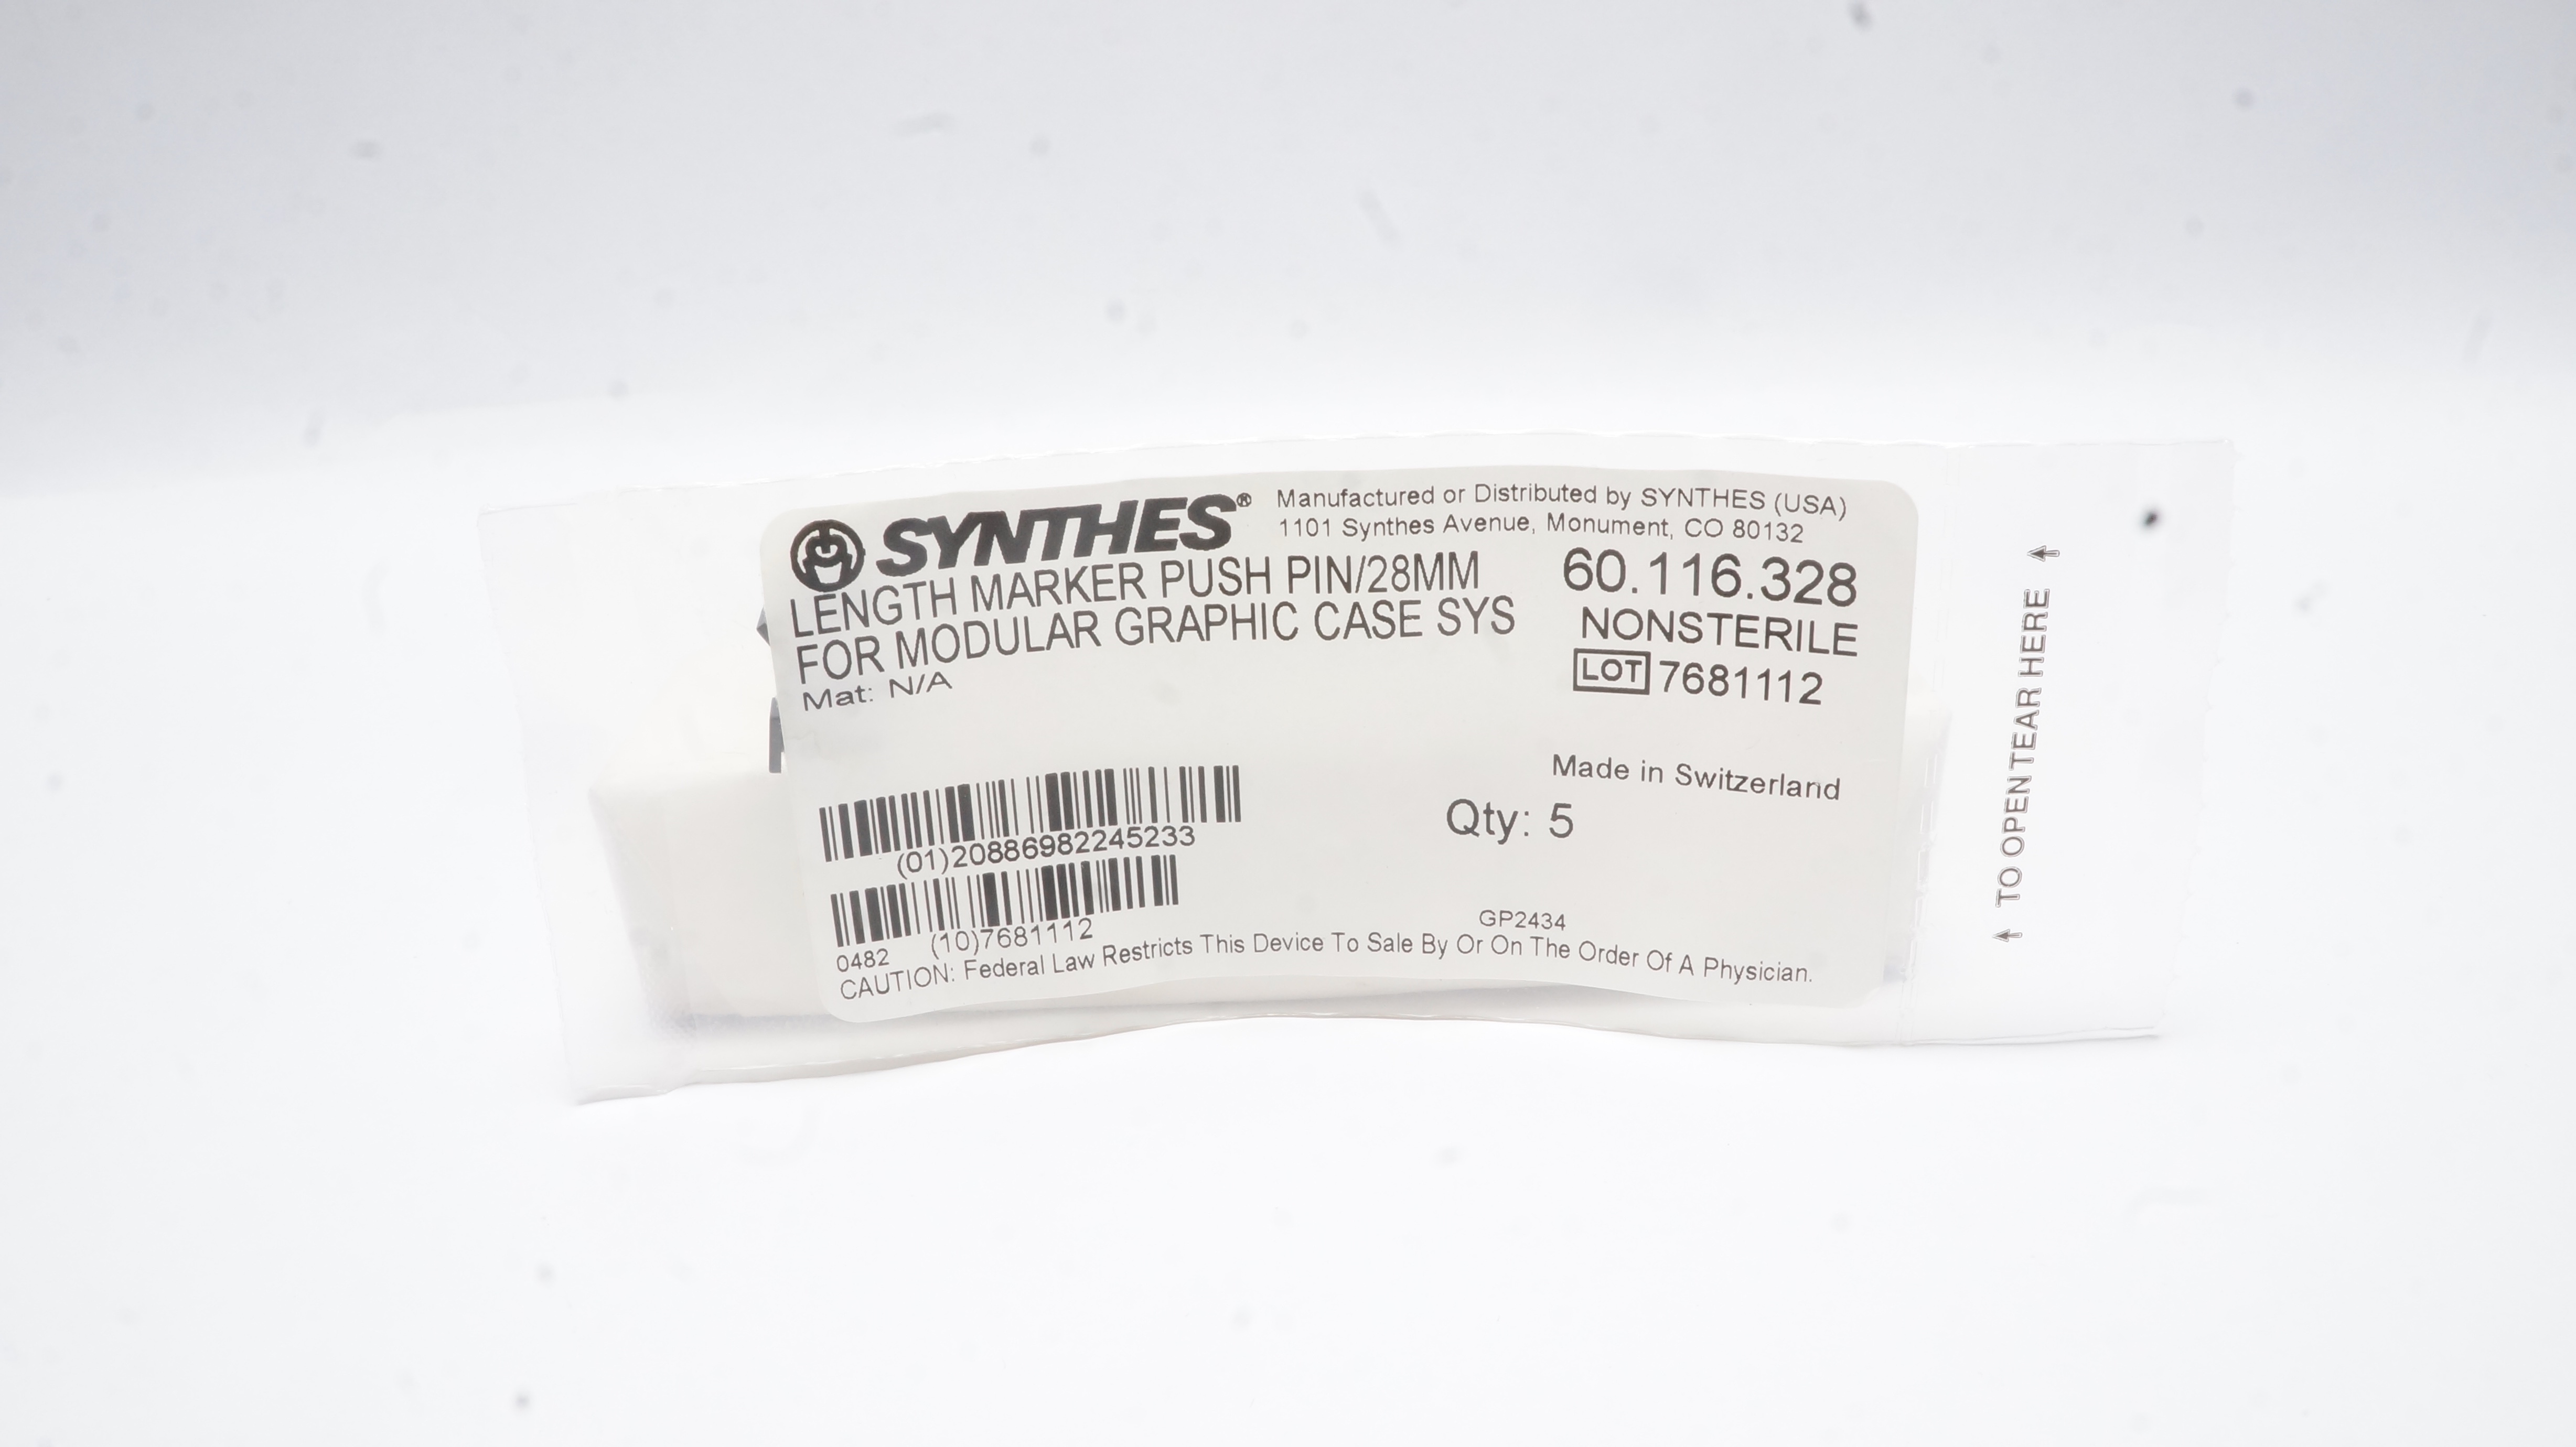 SYNTHES®
Manufactured or Distributed by SYNTHES (USA)
1101 Synthes Avenue, Monument, CO 80132
LENGTH MARKER PUSH PIN/28MM
FOR MODULAR GRAPHIC CASE SYS
Mat: N/A
60.116.328
NONSTERILE
LOT 7681112
Made in Switzerland
Qty: 5
(01)20886982245233
(10)7681112
0482
GP2434
CAUTION: Federal Law Restricts This Device To Sale By Or On The Order Of A Physician.
TO OPEN TEAR HERE